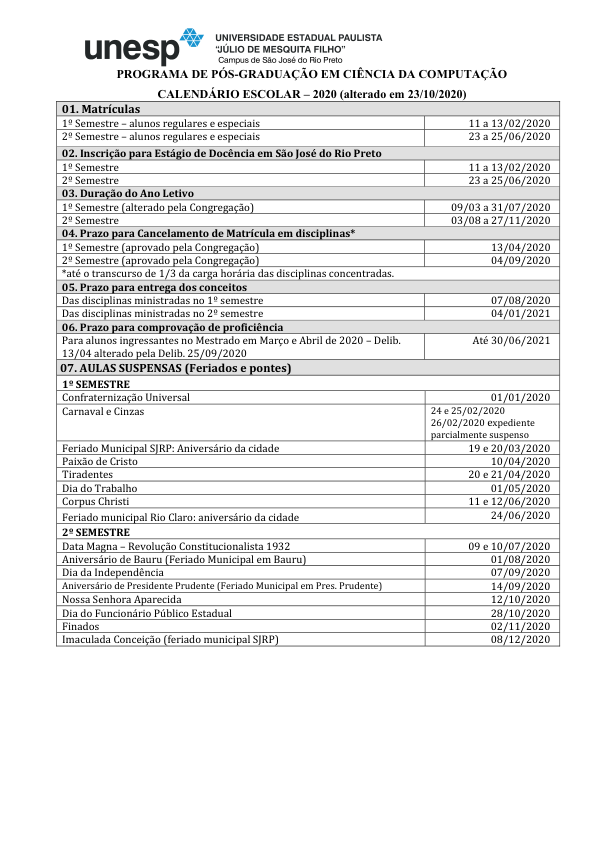 unesp
UNIVERSIDADE ESTADUAL PAULISTA
“JÚLIO DE MESQUITA FILHO”
Campus de São José do Rio Preto
PROGRAMA DE PÓS-GRADUAÇÃO EM CIÊNCIA DA COMPUTAÇÃO
CALENDÁRIO ESCOLAR – 2020 (alterado em 23/10/2020)
01. Matrículas
1º Semestre – alunos regulares e especiais 11 a 13/02/2020
2º Semestre – alunos regulares e especiais 23 a 25/06/2020
02. Inscrição para Estágio de Docência em São José do Rio Preto
1º Semestre 11 a 13/02/2020
2º Semestre 23 a 25/06/2020
03. Duração do Ano Letivo
1º Semestre (alterado pela Congregação) 09/03 a 31/07/2020
2º Semestre 03/08 a 27/11/2020
04. Prazo para Cancelamento de Matrícula em disciplinas*
1º Semestre (aprovado pela Congregação) 13/04/2020
2º Semestre (aprovado pela Congregação) 04/09/2020
*até o transcurso de 1/3 da carga horária das disciplinas concentradas.
05. Prazo para entrega dos conceitos
Das disciplinas ministradas no 1º semestre 07/08/2020
Das disciplinas ministradas no 2º semestre 04/01/2021
06. Prazo para comprovação de proficiência
Para alunos ingressantes no Mestrado em Março e Abril de 2020 – Delib. Até 30/06/2021
13/04 alterado pela Delib. 25/09/2020
07. AULAS SUSPENSAS (Feriados e pontes)
1º SEMESTRE
Confraternização Universal 01/01/2020
Carnaval e Cinzas 24 e 25/02/2020
26/02/2020 expediente
parcialmente suspenso
Feriado Municipal SJRP: Aniversário da cidade 19 e 20/03/2020
Paixão de Cristo 10/04/2020
Tiradentes 20 e 21/04/2020
Dia do Trabalho 01/05/2020
Corpus Christi 11 e 12/06/2020
Feriado municipal Rio Claro: aniversário da cidade 24/06/2020
2º SEMESTRE
Data Magna – Revolução Constitucionalista 1932 09 e 10/07/2020
Aniversário de Bauru (Feriado Municipal em Bauru) 01/08/2020
Dia da Independência 07/09/2020
Aniversário de Presidente Prudente (Feriado Municipal em Pres. Prudente) 14/09/2020
Nossa Senhora Aparecida 12/10/2020
Dia do Funcionário Público Estadual 28/10/2020
Finados 02/11/2020
Imaculada Conceição (feriado municipal SJRP) 08/12/2020